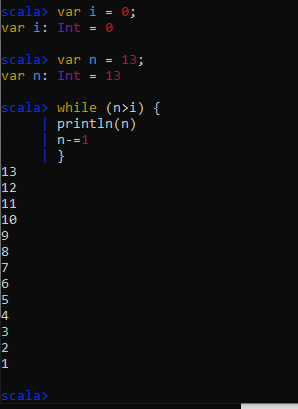 scala> var i = 0;
var i: Int = 0
scala> var n = 13;
var n: Int = 13
scala> while (n>i) {
| println(n)
| n-=1
| }
13
12
11
10
9
8
7
6
5
4
3
2
1
scala>